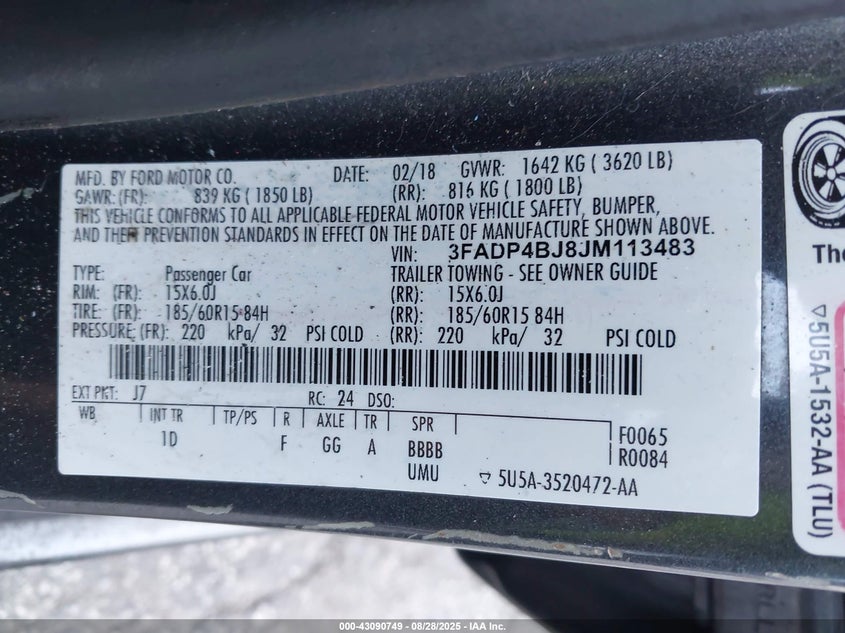 MFD. BY FORD MOTOR CO. DATE: 02/18 GVWR: 1642 KG ( 3620 LB)
GAWR: (FR): 839 KG ( 1850 LB) (RR): 816 KG ( 1800 LB)
THIS VEHICLE CONFORMS TO ALL APPLICABLE FEDERAL MOTOR VEHICLE SAFETY, BUMPER,
AND THEFT PREVENTION STANDARDS IN EFFECT ON THE DATE OF MANUFACTURE SHOWN ABOVE.
VIN: 3FADP4BJ8JM113483
TYPE: Passenger Car TRAILER TOWING - SEE OWNER GUIDE
RIM: (FR): 15X6.0J (RR): 15X6.0J
TIRE: (FR): 185/60R15 84H (RR): 185/60R15 84H
PRESSURE: (FR): 220 kPa/ 32 PSI COLD (RR): 220 kPa/ 32 PSI COLD
EXT PNT: J7 RC: 24 DSO:
WB INT TR TP/PS R AXLE TR SPR
1D F GG A BBBB F0065
UMU R0084
5U5A-3520472-AA
The
5U5A-1532-AA (TLU)
000-43090749 | 08/28/2025 - IAA Inc.